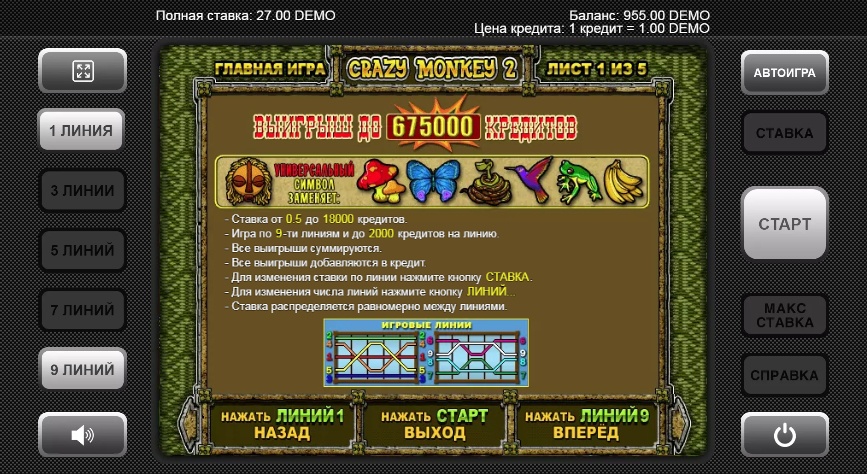 Полная ставка: 27.00 DEMO
Баланс: 955.00 DEMO
Цена кредита: 1 кредит = 1.00 DEMO
ГЛАВНАЯ ИГРА
CRAZY MONKEY 2
ЛИСТ 1 ИЗ 5
1 ЛИНИЯ
3 ЛИНИИ
5 ЛИНИЙ
7 ЛИНИЙ
9 ЛИНИЙ
ВЫИГРЫШ ДО 675000 КРЕДИТОВ
УНИВЕРСАЛЬНЫЙ
СИМВОЛ
ЗАМЕНЯЕТ:
- Ставка от 0.5 до 18000 кредитов.
- Игра по 9-ти линиям и до 2000 кредитов на линию.
- Все выигрыши суммируются.
- Все выигрыши добавляются в кредит.
- Для изменения ставки по линии нажмите кнопку СТАВКА.
- Для изменения числа линий нажмите кнопку ЛИНИЙ...
- Ставка распределяется равномерно между линиями.
ИГРОВЫЕ ЛИНИИ
НАЖАТЬ ЛИНИЙ 1
НАЗАД
НАЖАТЬ СТАРТ
ВЫХОД
НАЖАТЬ ЛИНИЙ 9
ВПЕРЁД
АВТОИГРА
СТАВКА
СТАРТ
МАКС
СТАВКА
СПРАВКА